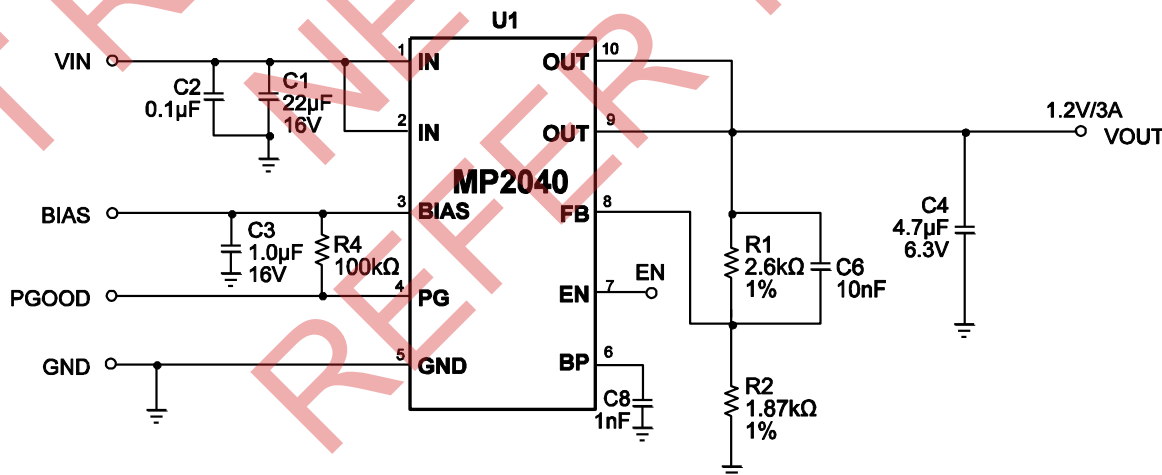 U1
VIN
1
IN
OUT
10
C2
0.1µF
C1
22µF
16V
2
IN
OUT
9
1.2V/3A
VOUT
MP2040
BIAS
3
BIAS
FB
8
C3
1.0µF
16V
R4
100kΩ
R1
2.6kΩ
1%
C6
10nF
C4
4.7µF
6.3V
PGOOD
4
PG
EN
7
EN
GND
5
GND
BP
6
C8
1nF
R2
1.87kΩ
1%
REFER